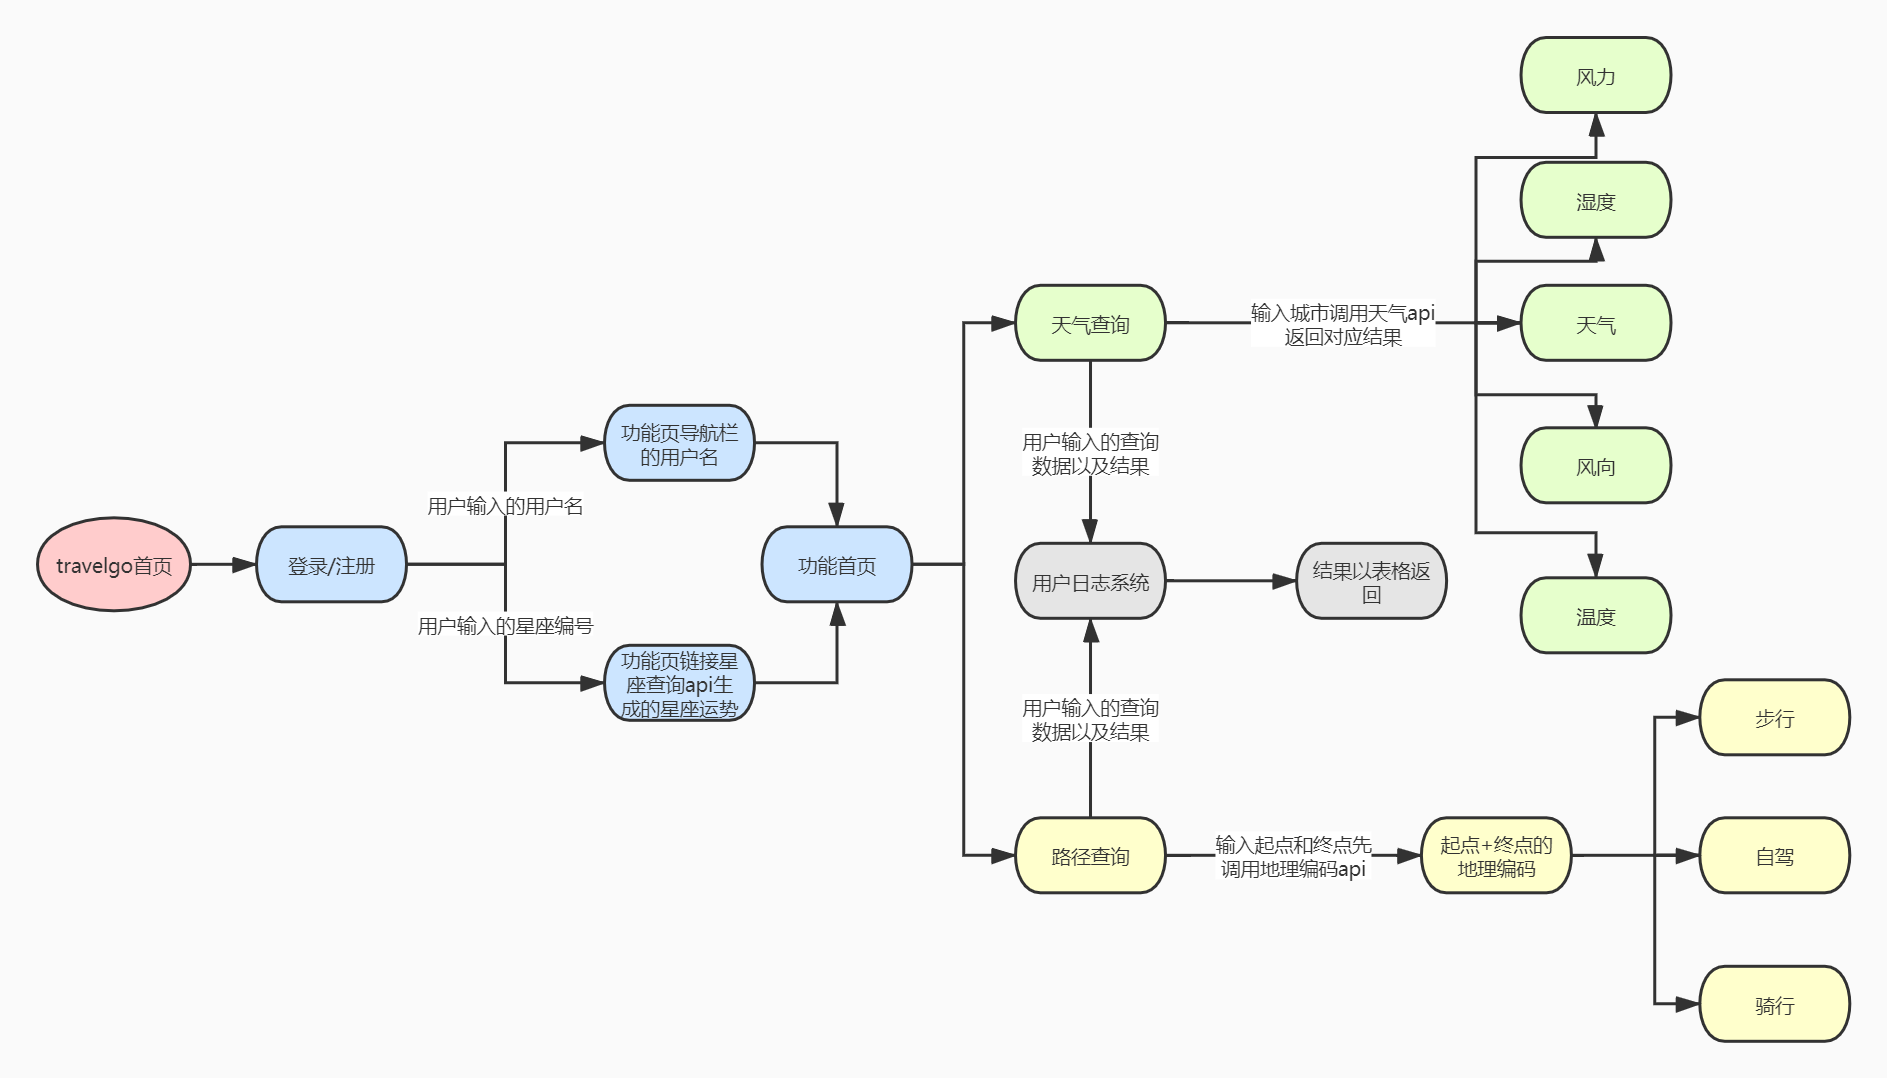 travelgo首页
登录/注册
用户输入的用户名
用户输入的星座编号
功能页导航栏
的用户名
功能页链接星
座查询api生
成的星座运势
功能首页
天气查询
输入城市调用天气api
返回对应结果
风力
湿度
天气
风向
温度
用户输入的查询
数据以及结果
用户日志系统
结果以表格返
回
用户输入的查询
数据以及结果
路径查询
输入起点和终点先
调用地理编码api
起点+终点的
地理编码
步行
自驾
骑行